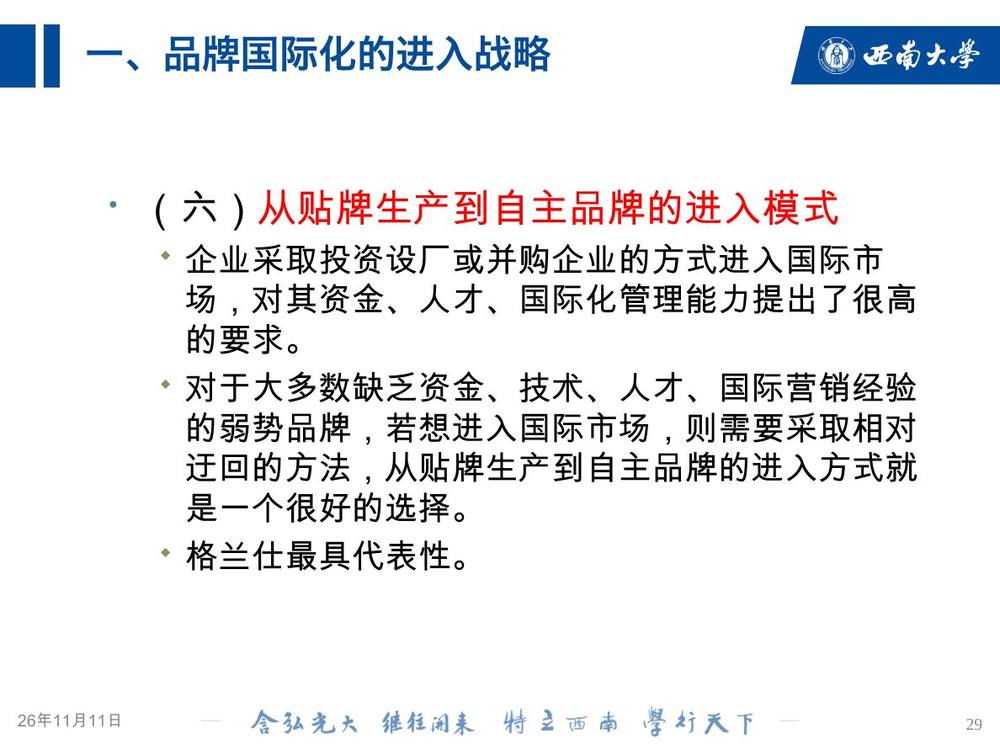 一、品牌国际化的进入战略
西南大学
（六）从贴牌生产到自主品牌的进入模式
企业采取投资设厂或并购企业的方式进入国际市
场，对其资金、人才、国际化管理能力提出了很高
的要求。
对于大多数缺乏资金、技术、人才、国际营销经验
的弱势品牌，若想进入国际市场，则需要采取相对
迂回的方法，从贴牌生产到自主品牌的进入方式就
是一个很好的选择。
格兰仕最具代表性。
26年11月11日
含弘光大 继往开来 特立西南 學行天下
29